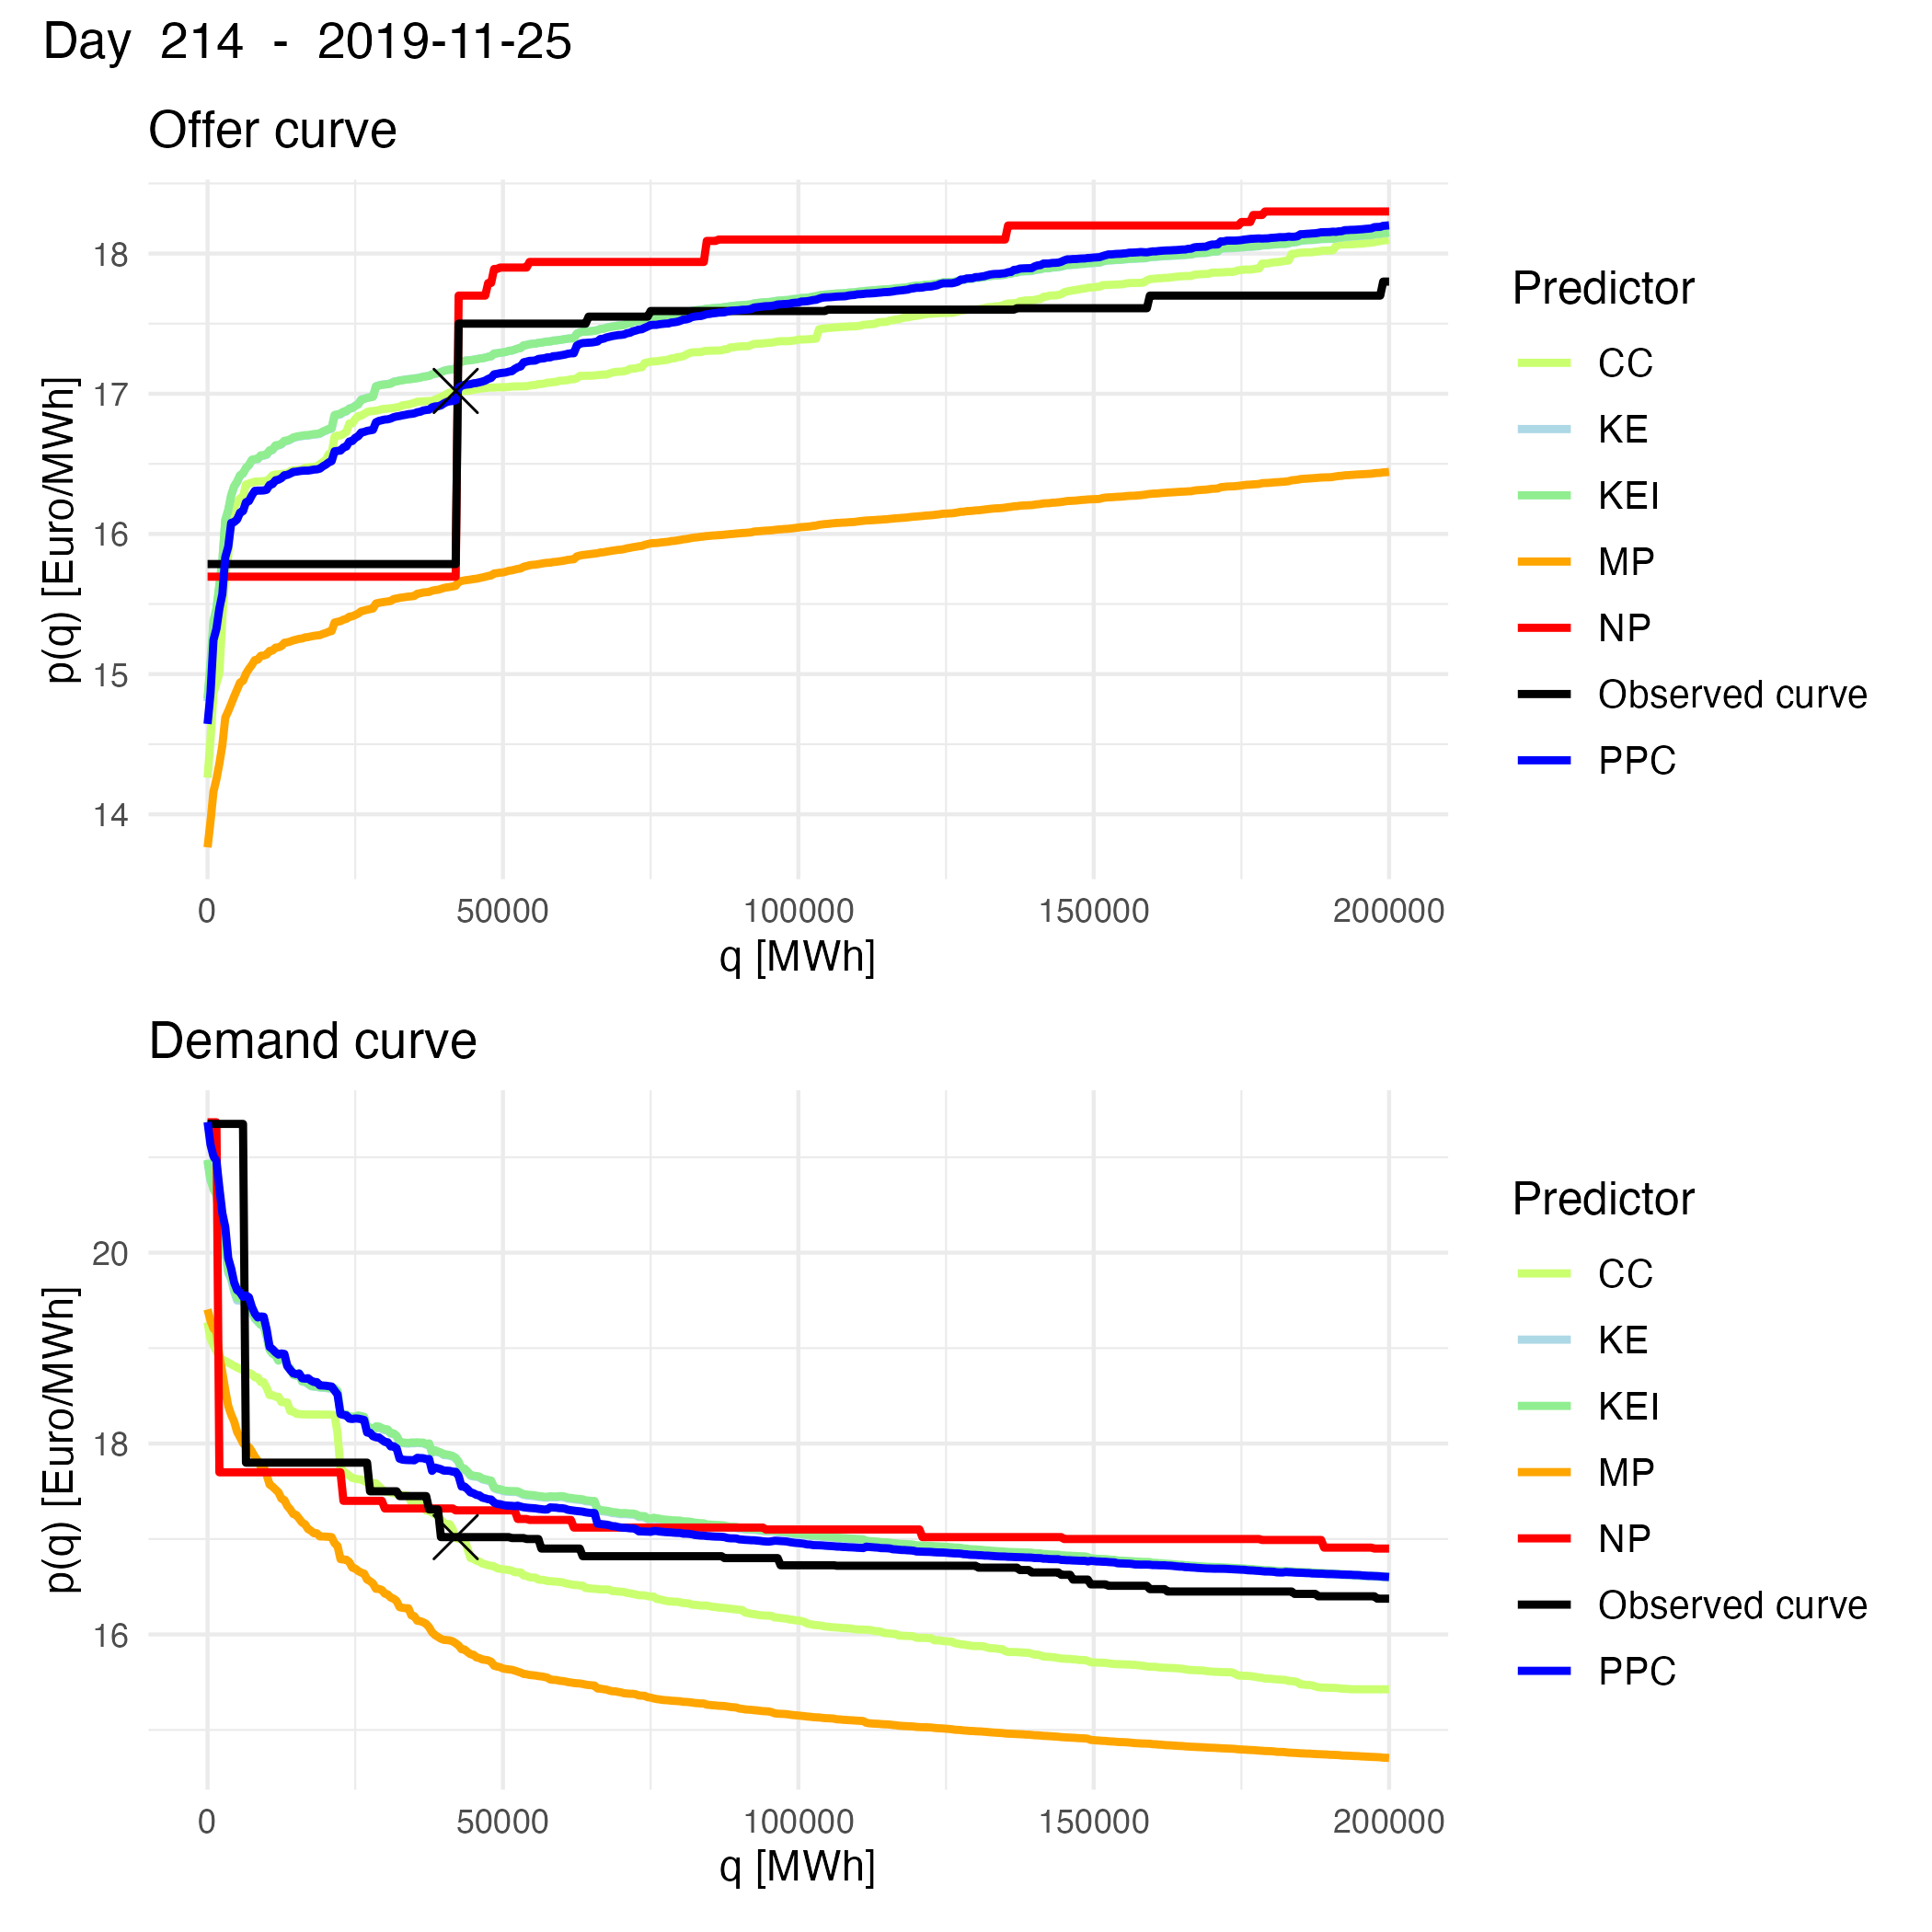 Day 214 - 2019-11-25
Offer curve
p(q) [Euro/MWh]
18
17
16
15
14
0 50000 100000 150000 200000
q [MWh]
Predictor
CC
KE
KEI
MP
NP
Observed curve
PPC
Demand curve
p(q) [Euro/MWh]
20
18
16
0 50000 100000 150000 200000
q [MWh]
Predictor
CC
KE
KEI
MP
NP
Observed curve
PPC